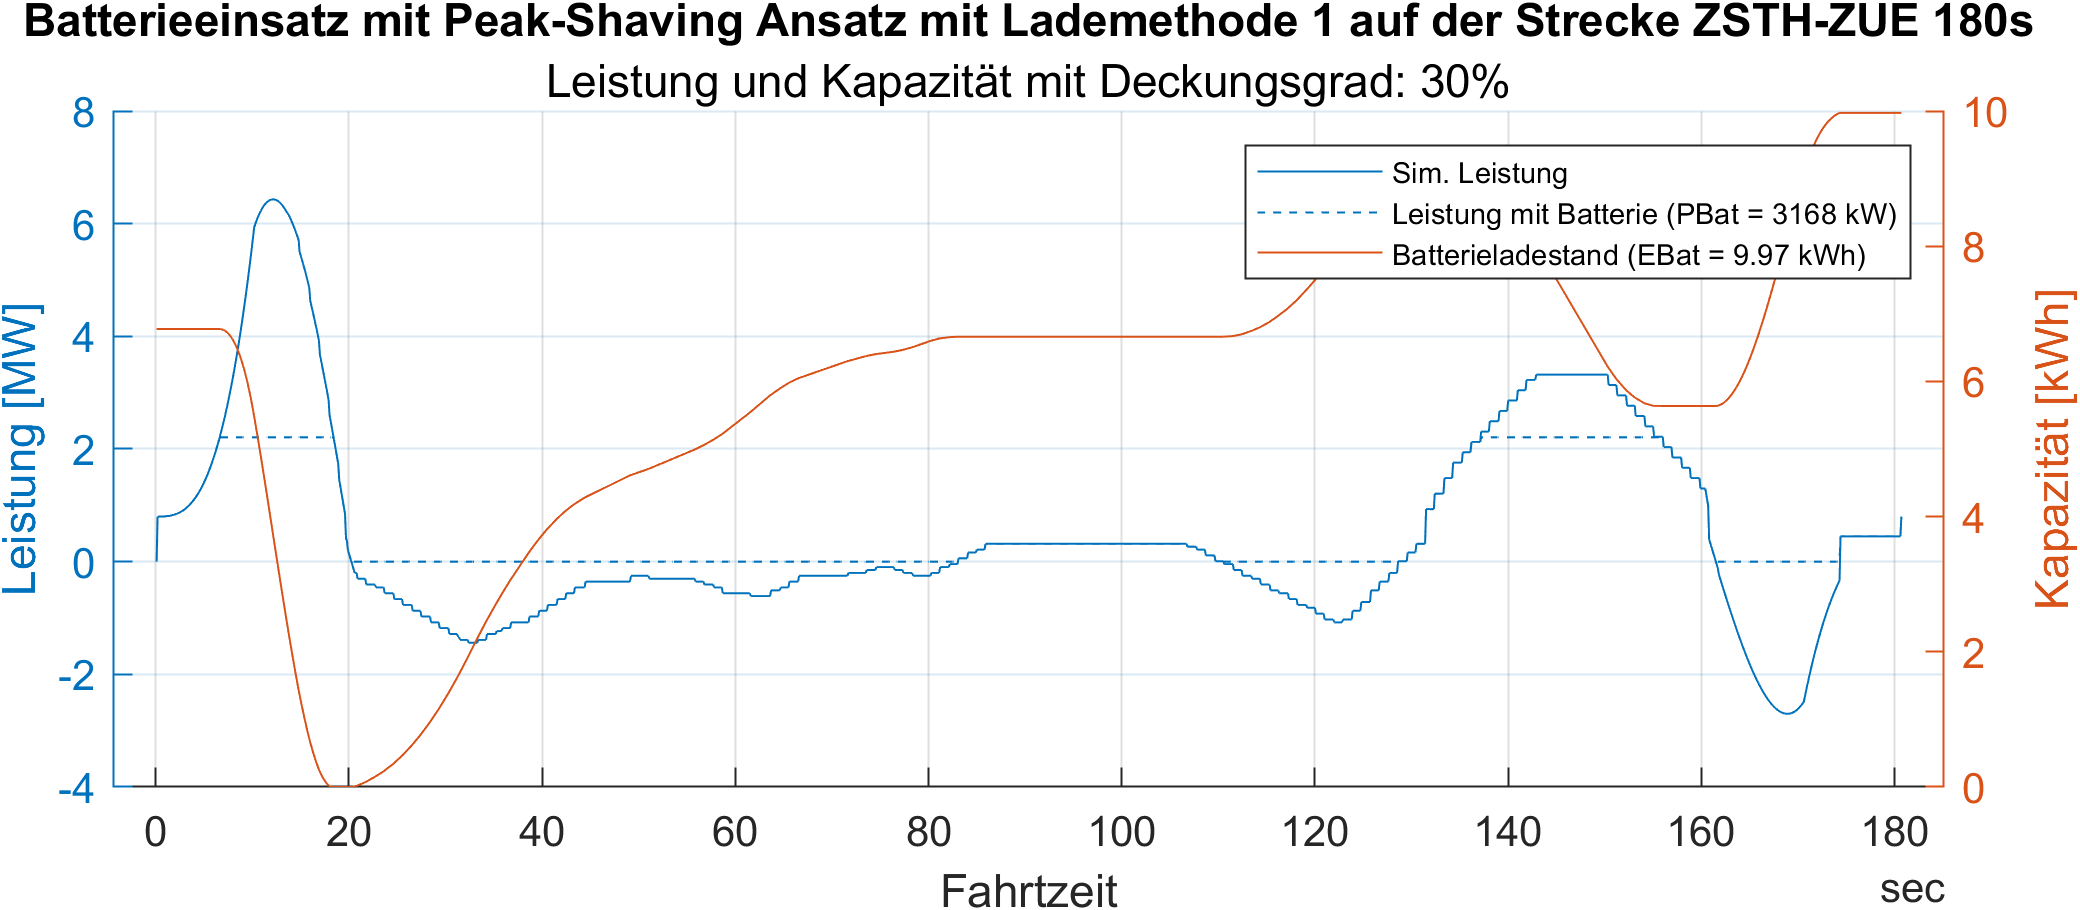 Batterieeinsatz mit Peak-Shaving Ansatz mit Lademethode 1 auf der Strecke ZSTH-ZUE 180s
Leistung und Kapazität mit Deckungsgrad: 30%
Leistung [MW]
8
6
4
2
0
-2
-4
Sim. Leistung
Leistung mit Batterie (PBat = 3168 kW)
Batterieladestand (EBat = 9.97 kWh)
10
8
6
4
2
0
Kapazität [kWh]
0 20 40 60 80 100 120 140 160 180
Fahrtzeit
sec